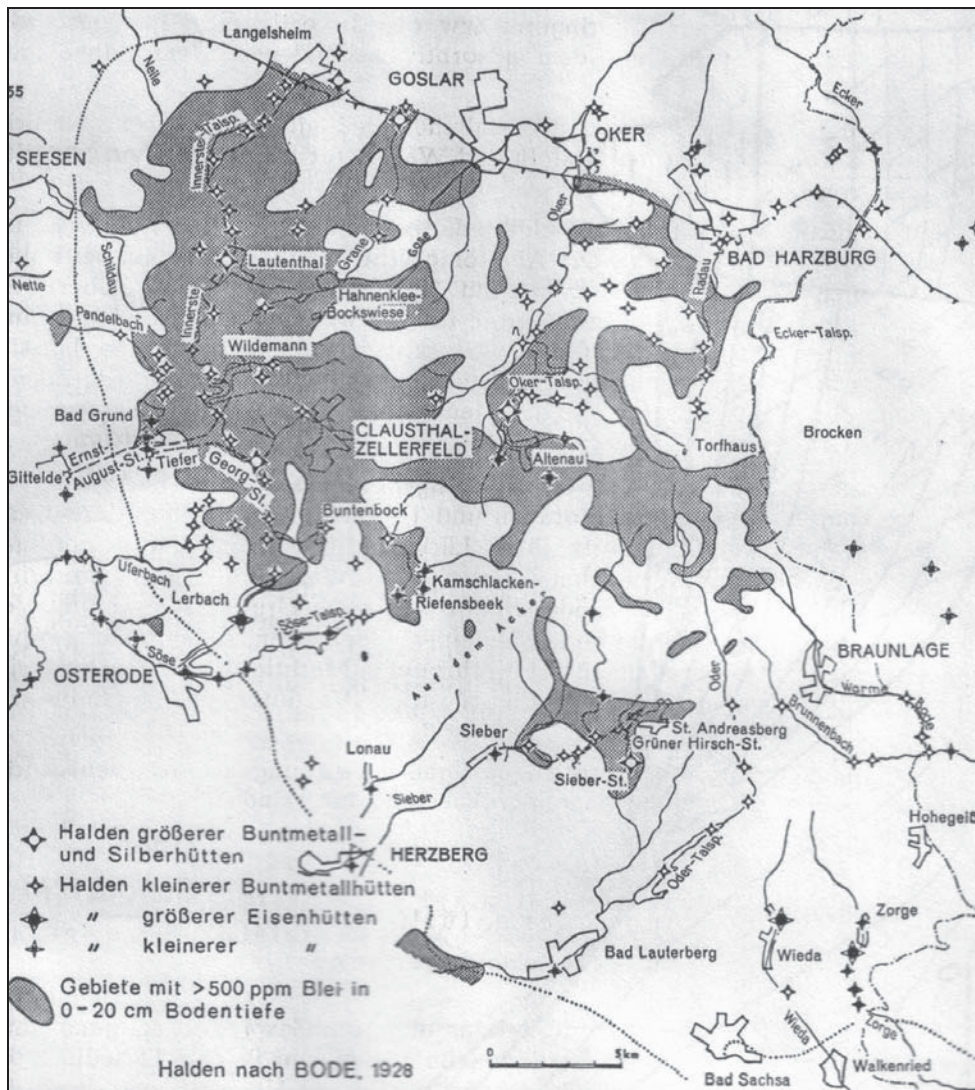 Langelsheim
Neile
GOSLAR
55
OKER
Ecker
SEESEN
Innerste-Talsp.
Oker
Schildau
Lautenthal
Grane
Gose
Radau
BAD HARZBURG
Nette
Innerste
Hahnenklee-
Bockswiese
Pandelbach
Wildemann
Ecker-Talsp.
Oker-Talsp.
Bad Grund
CLAUSTHAL-
ZELLERFELD
Brocken
Torfhaus
Altenau
Gittelde
Ernst-
August-St.
Tiefer
Georg-St.
Buntenbock
Uferbach
Lerbach
Kamschlacken-
Riefensbeek
Söse-Talsp.
Auf dem Acker
Söse
OSTERODE
Oder
BRAUNLAGE
Warme
Bode
Brunnenbach
St. Andreasberg
Grüner Hirsch-St.
Sieber
Sieber-St.
Lonau
Sieber
Hohegeiß
HERZBERG
Oder-Talsp.
Halden größerer Buntmetall-
und Silberhütten
Halden kleinerer Buntmetallhütten
" größerer Eisenhütten
" kleinerer "
Gebiete mit >500 ppm Blei in
0-20 cm Bodentiefe
Zorge
Wieda
Bad Lauterberg
Wieda
Zorge
0 5km
Halden nach BODE, 1928
Bad Sachsa
Walkenried